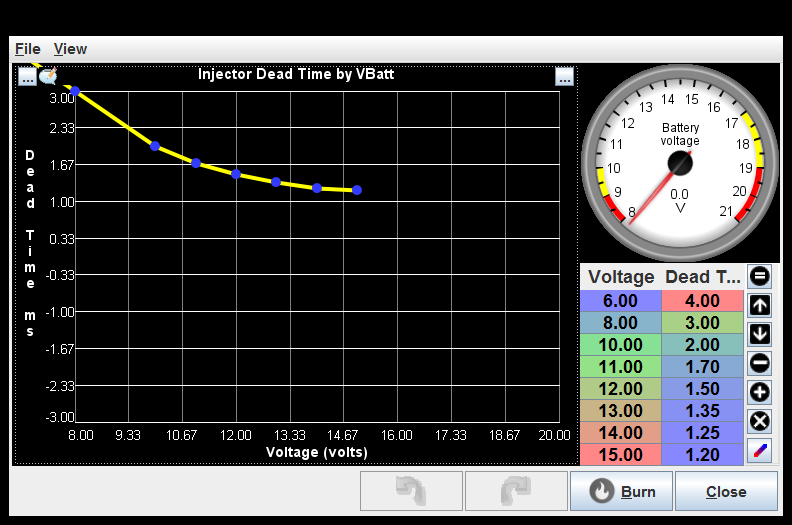 File View
... Injector Dead Time by VBatt ...
3.00
2.33
1.67
1.00
0.33
-0.33
-1.00
-1.67
-2.33
-3.00
Dead Time ms
8.00 9.33 10.67 12.00 13.33 14.67 16.00 17.33 18.67 20.00
Voltage (volts)
8 9 10 11 12 13 14 15 16 17 18 19 20 21
Battery
voltage
0.0
V
Voltage Dead T...
6.00 4.00
8.00 3.00
10.00 2.00
11.00 1.70
12.00 1.50
13.00 1.35
14.00 1.25
15.00 1.20
Burn Close